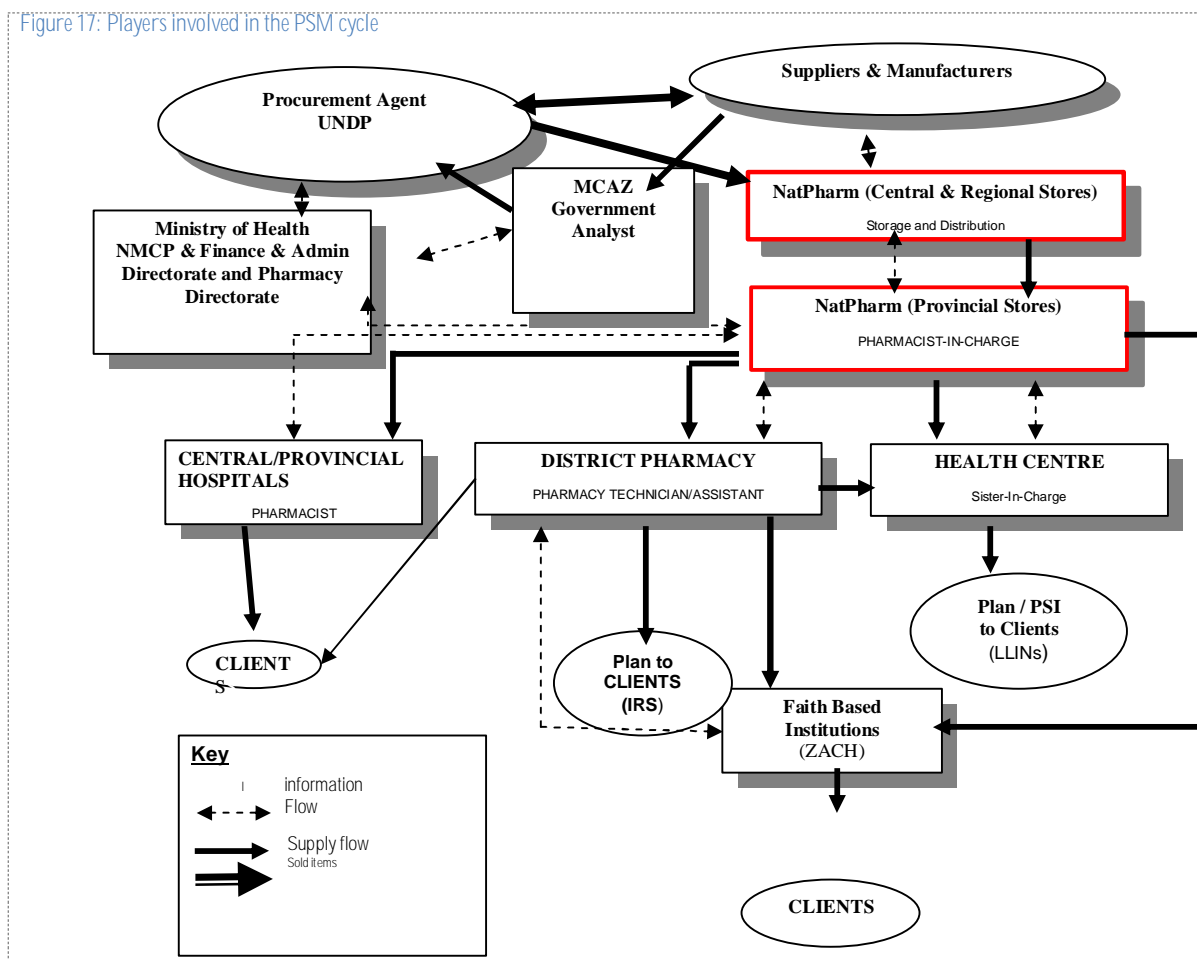 Figure 17: Players involved in the PSM cycle
Suppliers & Manufacturers
Procurement Agent
UNDP
MCAZ
Government
Analyst
NatPharm (Central & Regional Stores)
Storage and Distribution
Ministry of Health
NMCP & Finance & Admin
Directorate and Pharmacy
Directorate
NatPharm (Provincial Stores)
PHARMACIST-IN-CHARGE
CENTRAL/PROVINCIAL
HOSPITALS
PHARMACIST
DISTRICT PHARMACY
PHARMACY TECHNICIAN/ASSISTANT
HEALTH CENTRE
Sister-In-Charge
Plan / PSI
to Clients
(LLINs)
CLIENT
S
Plan to
CLIENTS
(IRS)
Faith Based
Institutions
(ZACH)
Key
information
Flow
Supply flow
Sold items
CLIENTS